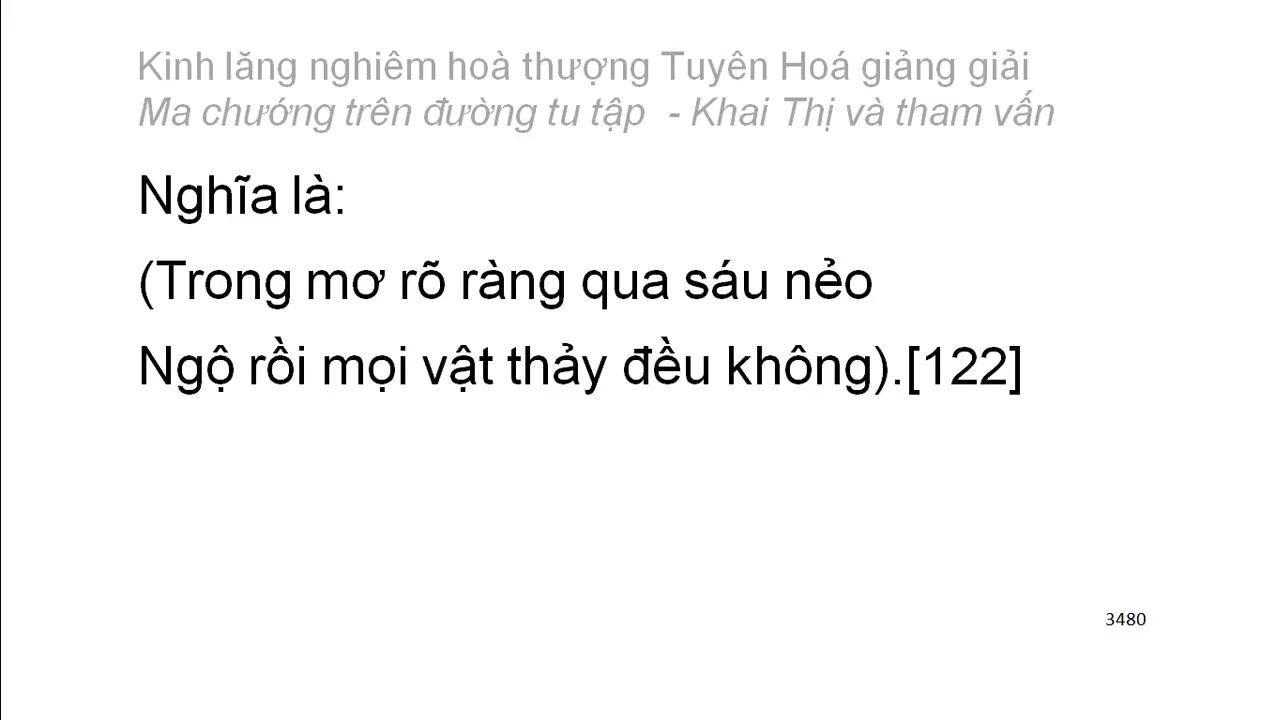 Kinh lăng nghiêm hoà thượng Tuyên Hoá giảng giải
Ma chướng trên đường tu tập - Khai Thị và tham vấn
Nghĩa là:
(Trong mơ rõ ràng qua sáu nẻo
Ngộ rồi mọi vật thảy đều không).[122]
3480